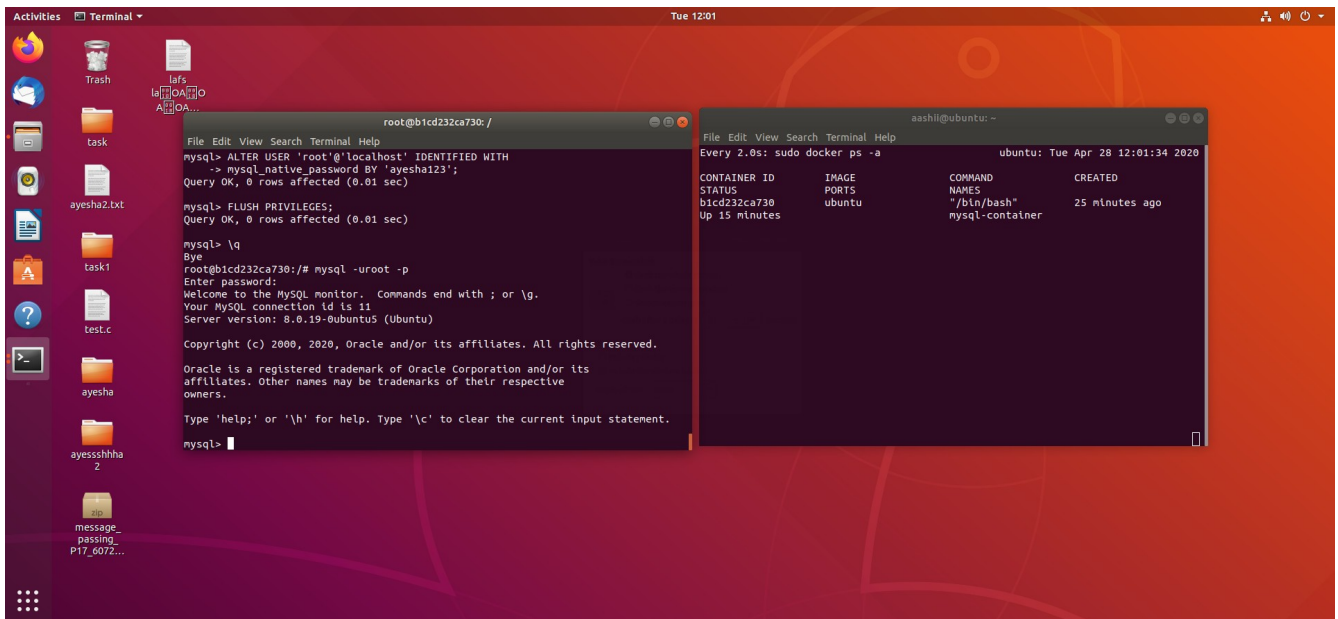 Activities Terminal Tue 12:01
Trash
task
ayesha2.txt
task1
test.c
ayesha
ayessshhha
2
zip
message_
passing_
P17_6072...
lafs
la OA O
A OA...
root@b1cd232ca730: /
File Edit View Search Terminal Help
mysql> ALTER USER 'root'@'localhost' IDENTIFIED WITH
    -> mysql_native_password BY 'ayesha123';
Query OK, 0 rows affected (0.01 sec)
mysql> FLUSH PRIVILEGES;
Query OK, 0 rows affected (0.01 sec)
mysql> \q
Bye
root@b1cd232ca730:/# mysql -uroot -p
Enter password:
Welcome to the MySQL monitor.  Commands end with ; or \g.
Your MySQL connection id is 11
Server version: 8.0.19-0ubuntu5 (Ubuntu)
Copyright (c) 2000, 2020, Oracle and/or its affiliates. All rights reserved.
Oracle is a registered trademark of Oracle Corporation and/or its
affiliates. Other names may be trademarks of their respective
owners.
Type 'help;' or '\h' for help. Type '\c' to clear the current input statement.
mysql>
aashil@ubuntu: ~
File Edit View Search Terminal Help
Every 2.0s: sudo docker ps -a ubuntu: Tue Apr 28 12:01:34 2020
CONTAINER ID IMAGE COMMAND CREATED
STATUS PORTS NAMES
b1cd232ca730 ubuntu "/bin/bash" 25 minutes ago
Up 15 minutes mysql-container